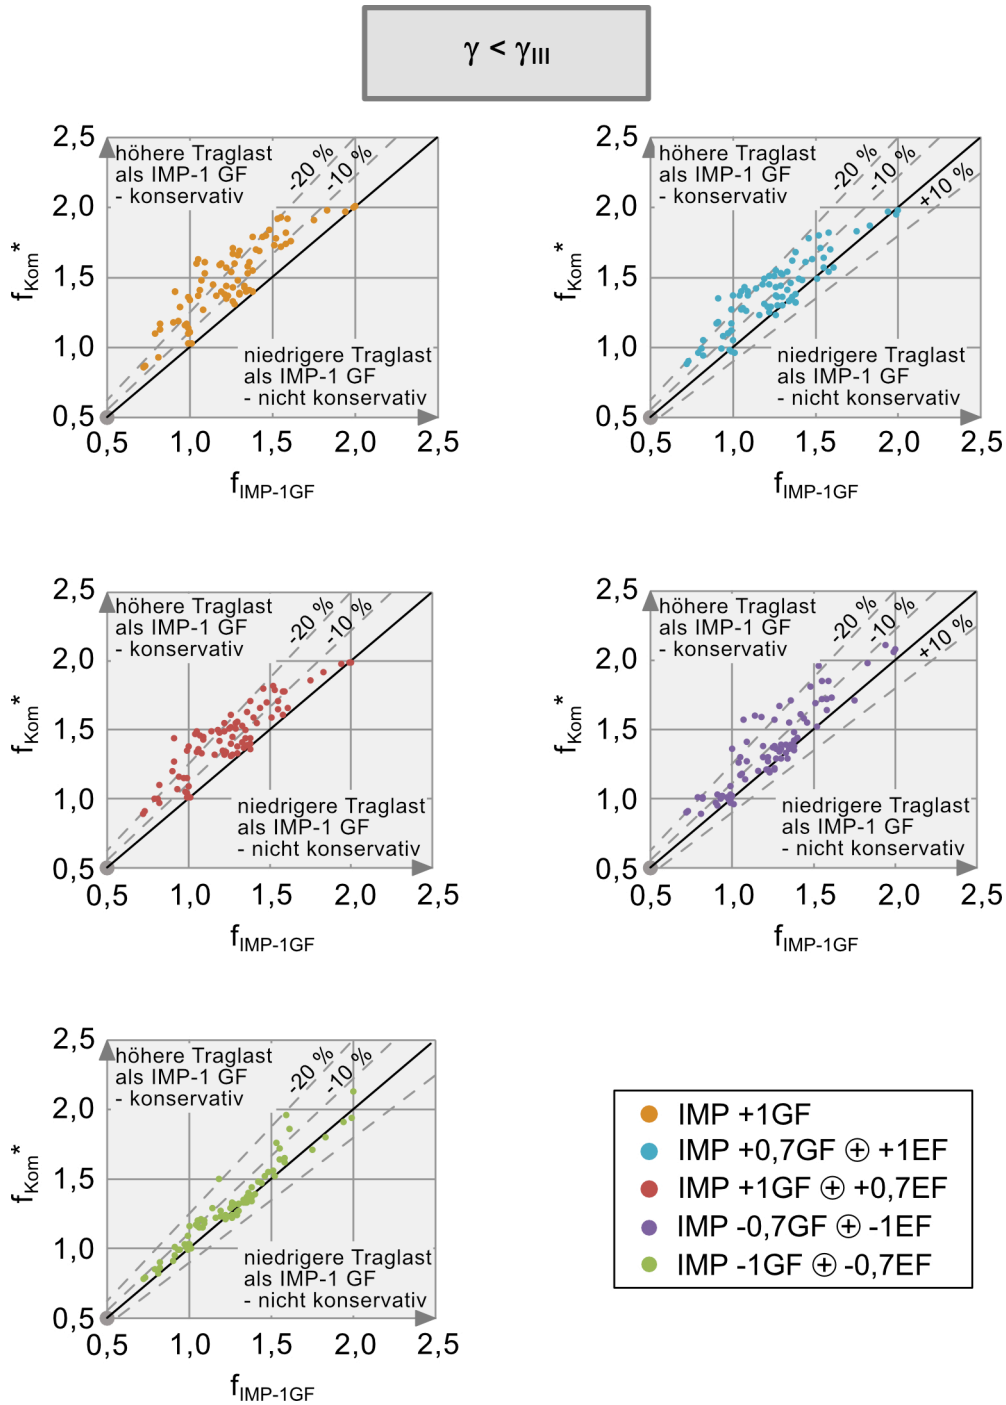 γ < γIII
2,5
2,0
1,5
1,0
0,5
höhere Traglast
als IMP-1 GF
- konservativ
-20 %
-10 %
niedrigere Traglast
als IMP-1 GF
- nicht konservativ
fKom*
0,5 1,0 1,5 2,0 2,5
fIMP-1GF
2,5
2,0
1,5
1,0
0,5
höhere Traglast
als IMP-1 GF
- konservativ
-20 %
-10 %
+10 %
niedrigere Traglast
als IMP-1 GF
- nicht konservativ
fKom*
0,5 1,0 1,5 2,0 2,5
fIMP-1GF
2,5
2,0
1,5
1,0
0,5
höhere Traglast
als IMP-1 GF
- konservativ
-20 %
-10 %
niedrigere Traglast
als IMP-1 GF
- nicht konservativ
fKom*
0,5 1,0 1,5 2,0 2,5
fIMP-1GF
2,5
2,0
1,5
1,0
0,5
höhere Traglast
als IMP-1 GF
- konservativ
-20 %
-10 %
+10 %
niedrigere Traglast
als IMP-1 GF
- nicht konservativ
fKom*
0,5 1,0 1,5 2,0 2,5
fIMP-1GF
2,5
2,0
1,5
1,0
0,5
höhere Traglast
als IMP-1 GF
- konservativ
-20 %
-10 %
niedrigere Traglast
als IMP-1 GF
- nicht konservativ
fKom*
0,5 1,0 1,5 2,0 2,5
fIMP-1GF
IMP +1GF
IMP +0,7GF ⊕ +1EF
IMP +1GF ⊕ +0,7EF
IMP -0,7GF ⊕ -1EF
IMP -1GF ⊕ -0,7EF